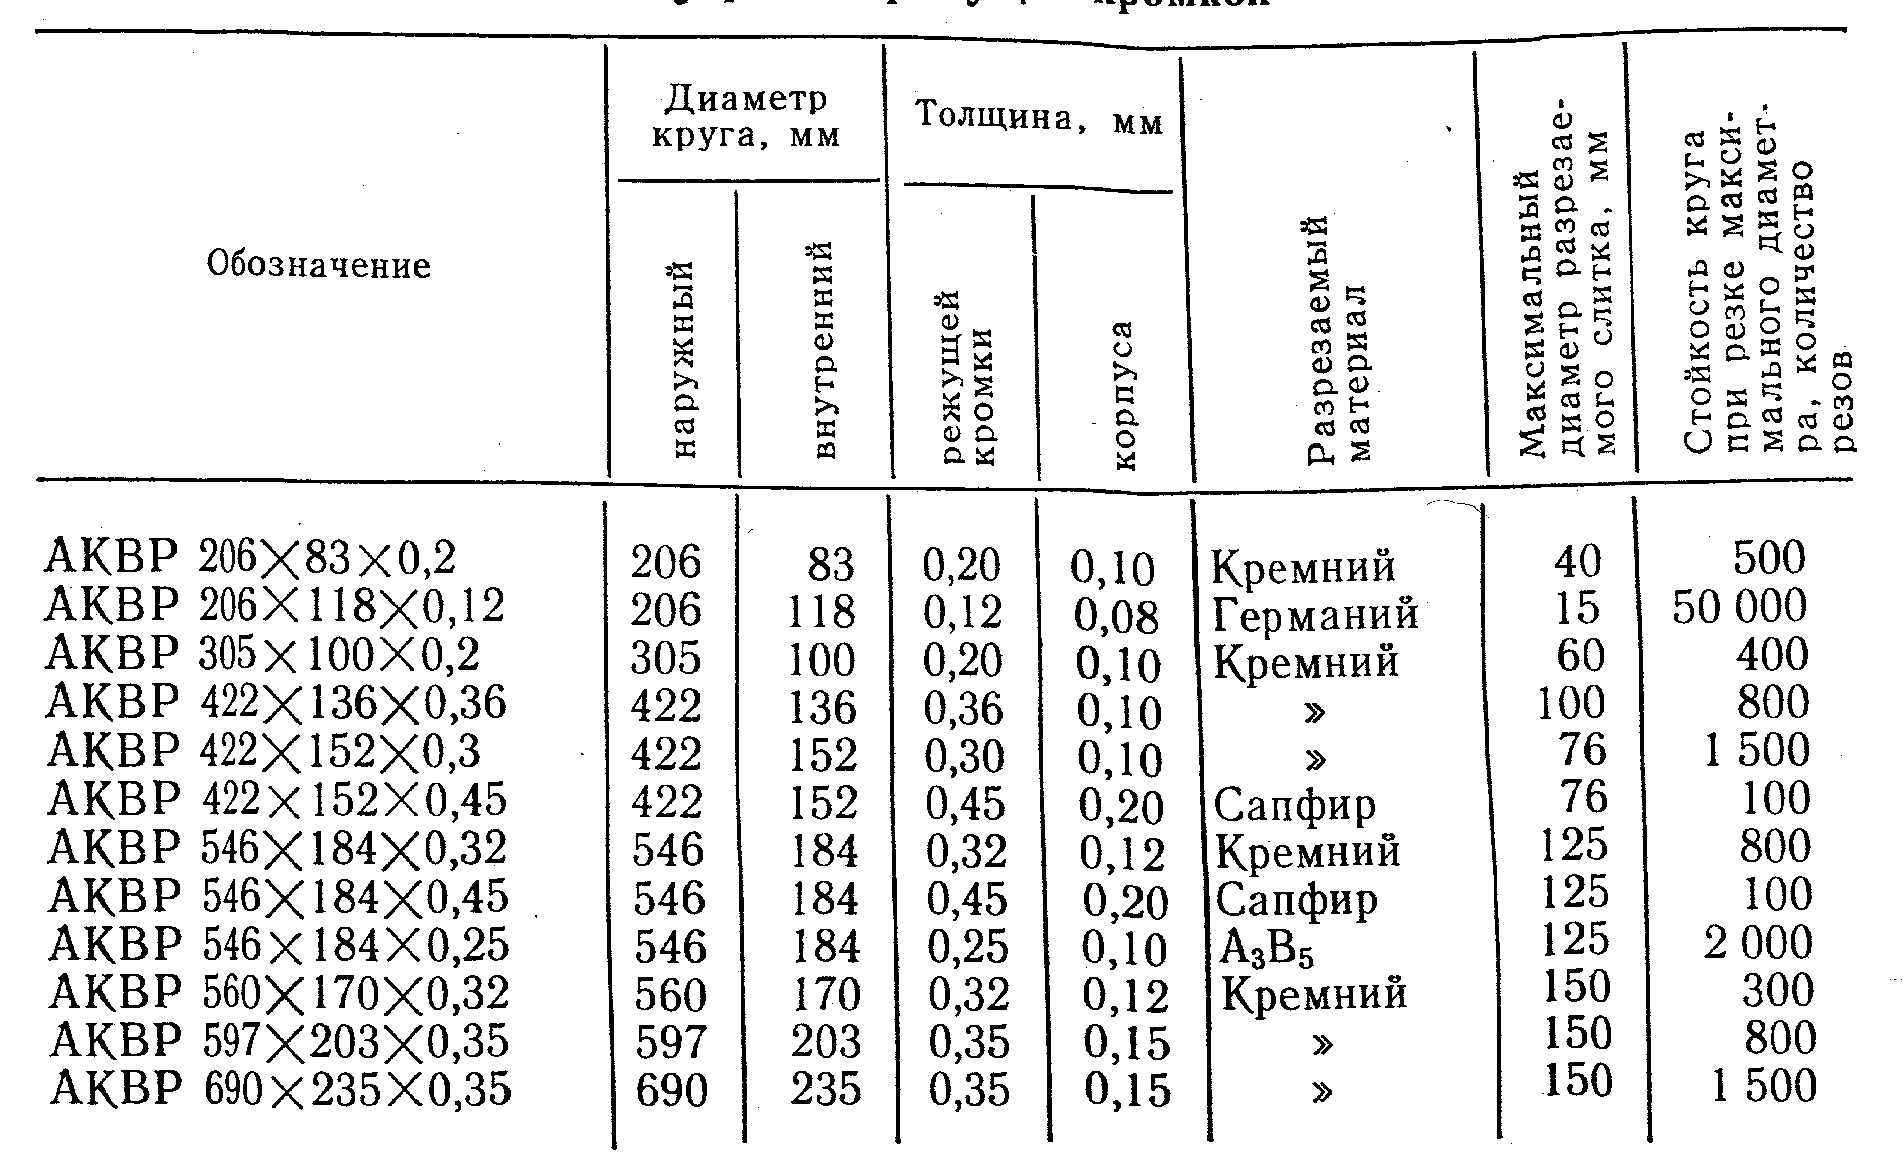 кромкой
Диаметр
круга, мм
Толщина, мм
Обозначение
наружный
внутренний
режущей
кромки
корпуса
Разрезаемый
материал
Максимальный
диаметр разрезае-
мого слитка, мм
Стойкость круга
при резке макси-
мального диамет-
ра, количество
резов
АКВР 206×83×0,2 206 83 0,20 0,10 Кремний 40 500
АКВР 206×118×0,12 206 118 0,12 0,08 Германий 15 50 000
АКВР 305×100×0,2 305 100 0,20 0,10 Кремний 60 400
АКВР 422×136×0,36 422 136 0,36 0,10 » 100 800
АКВР 422×152×0,3 422 152 0,30 0,10 » 76 1 500
АКВР 422×152×0,45 422 152 0,45 0,20 Сапфир 76 100
АКВР 546×184×0,32 546 184 0,32 0,12 Кремний 125 800
АКВР 546×184×0,45 546 184 0,45 0,20 Сапфир 125 100
АКВР 546×184×0,25 546 184 0,25 0,10 А₃В₅ 125 2 000
АКВР 560×170×0,32 560 170 0,32 0,12 Кремний 150 300
АКВР 597×203×0,35 597 203 0,35 0,15 » 150 800
АКВР 690×235×0,35 690 235 0,35 0,15 » 150 1 500